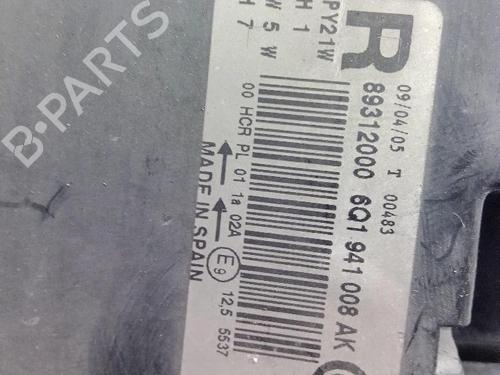 R
09/04/05 T 00483
89312000 6Q1 941 008 AK
PY21W
H 1
W 5 W
H 7
00 HCR PL 01 1a 02A
E9
12,5 5537
MADE IN SPAIN
B-PARTS